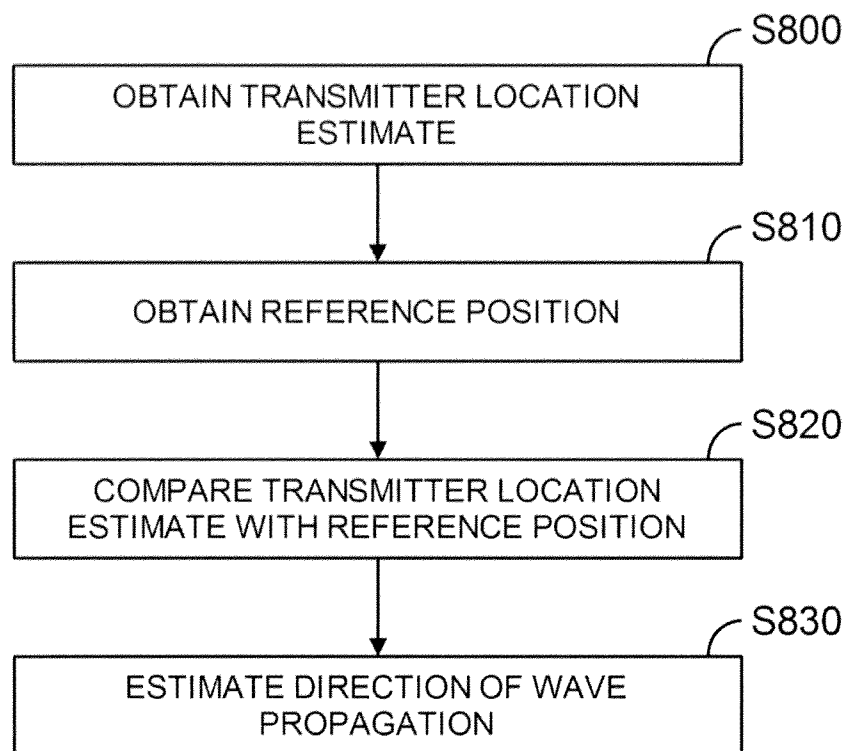 S800
OBTAIN TRANSMITTER LOCATION
ESTIMATE
S810
OBTAIN REFERENCE POSITION
S820
COMPARE TRANSMITTER LOCATION
ESTIMATE WITH REFERENCE POSITION
S830
ESTIMATE DIRECTION OF WAVE
PROPAGATION